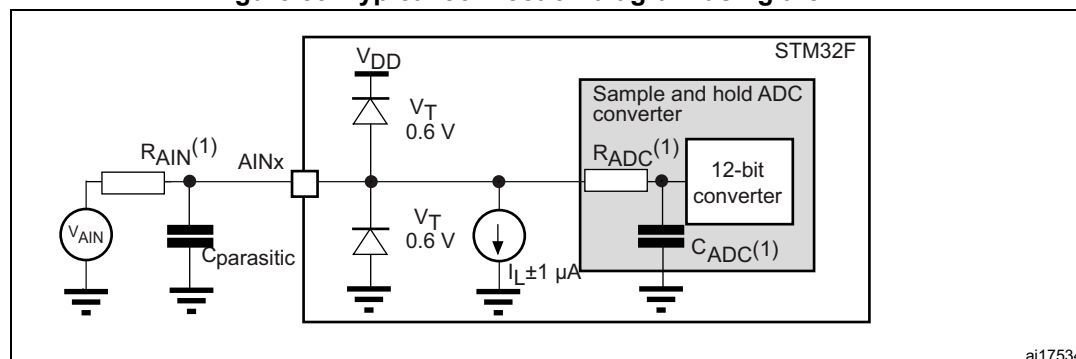 STM32F
VDD
Sample and hold ADC
converter
VT
0.6 V
RAIN(1)
AINx
RADC(1)
12-bit
converter
VAIN
Cparasitic
VT
0.6 V
IL±1 µA
CADC(1)